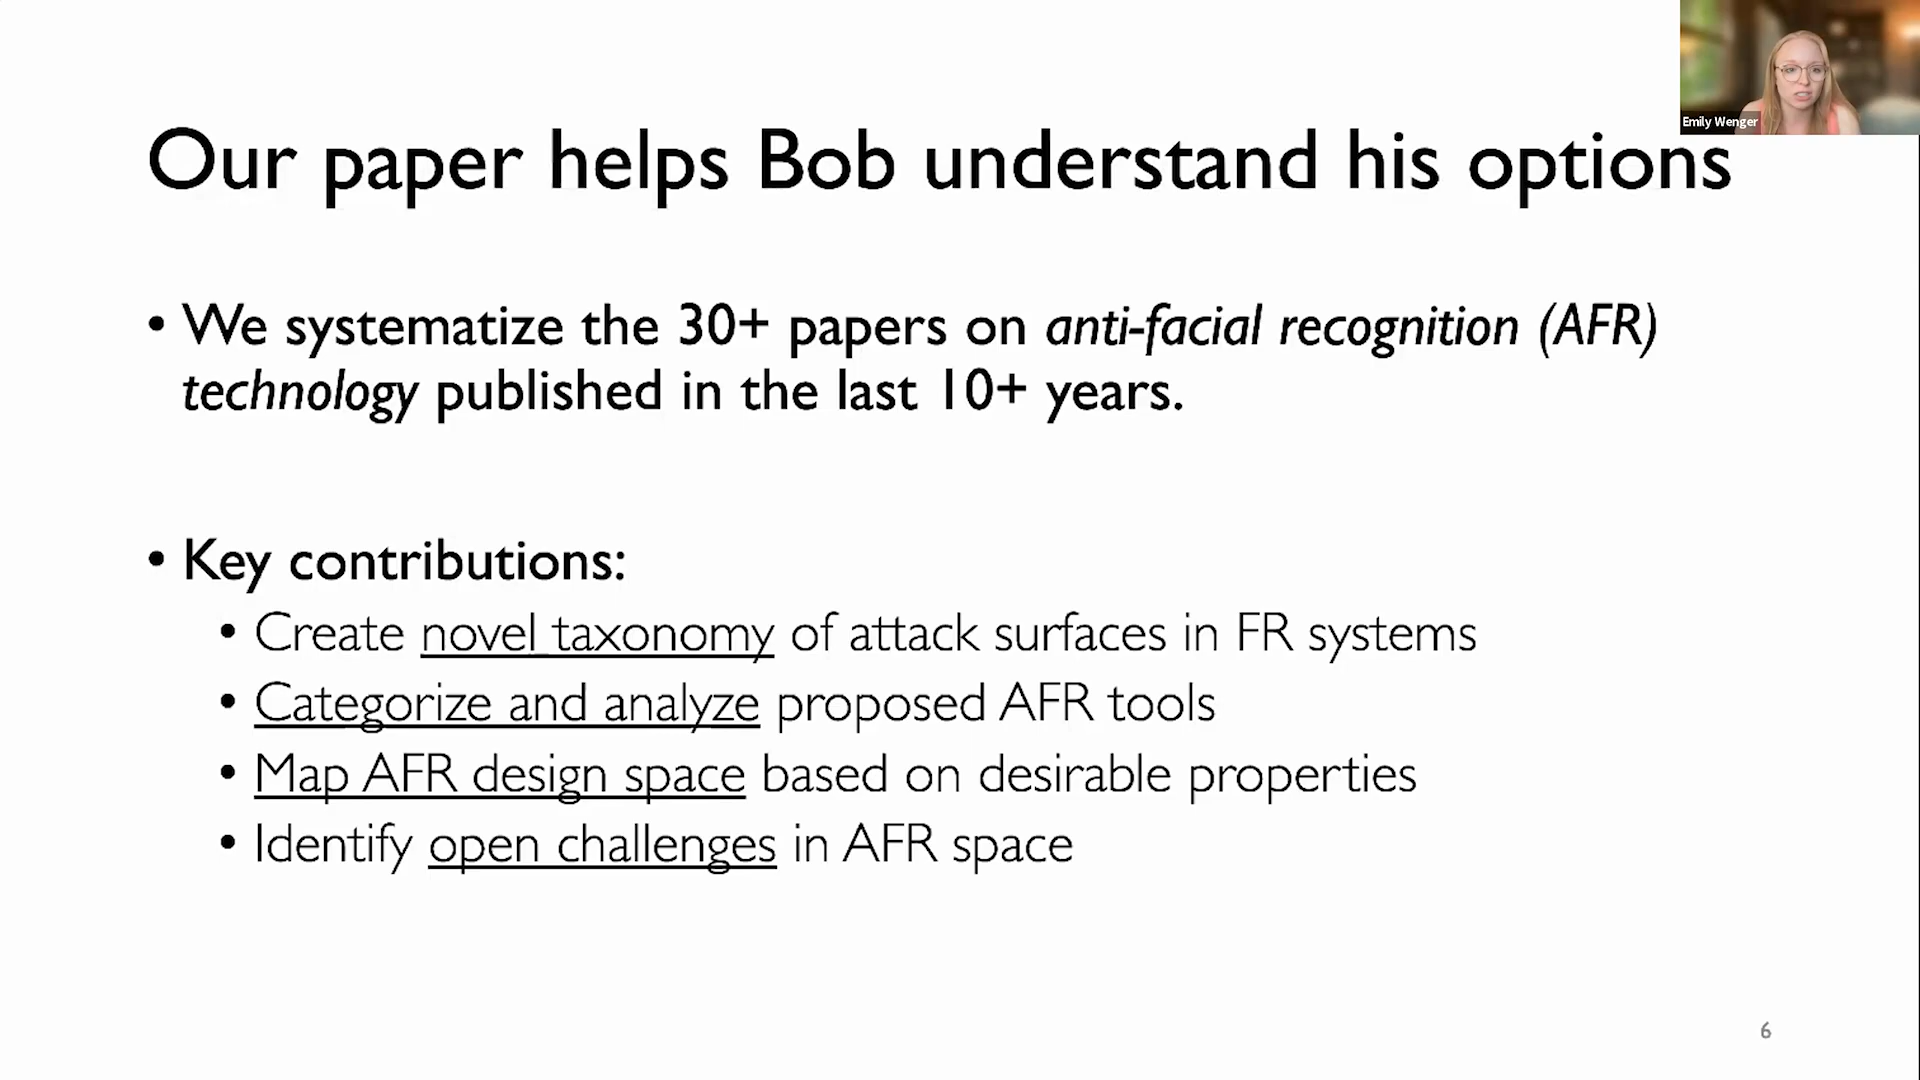 Emily Wenger
Our paper helps Bob understand his options
• We systematize the 30+ papers on anti-facial recognition (AFR)
technology published in the last 10+ years.
• Key contributions:
• Create novel taxonomy of attack surfaces in FR systems
• Categorize and analyze proposed AFR tools
• Map AFR design space based on desirable properties
• Identify open challenges in AFR space
6